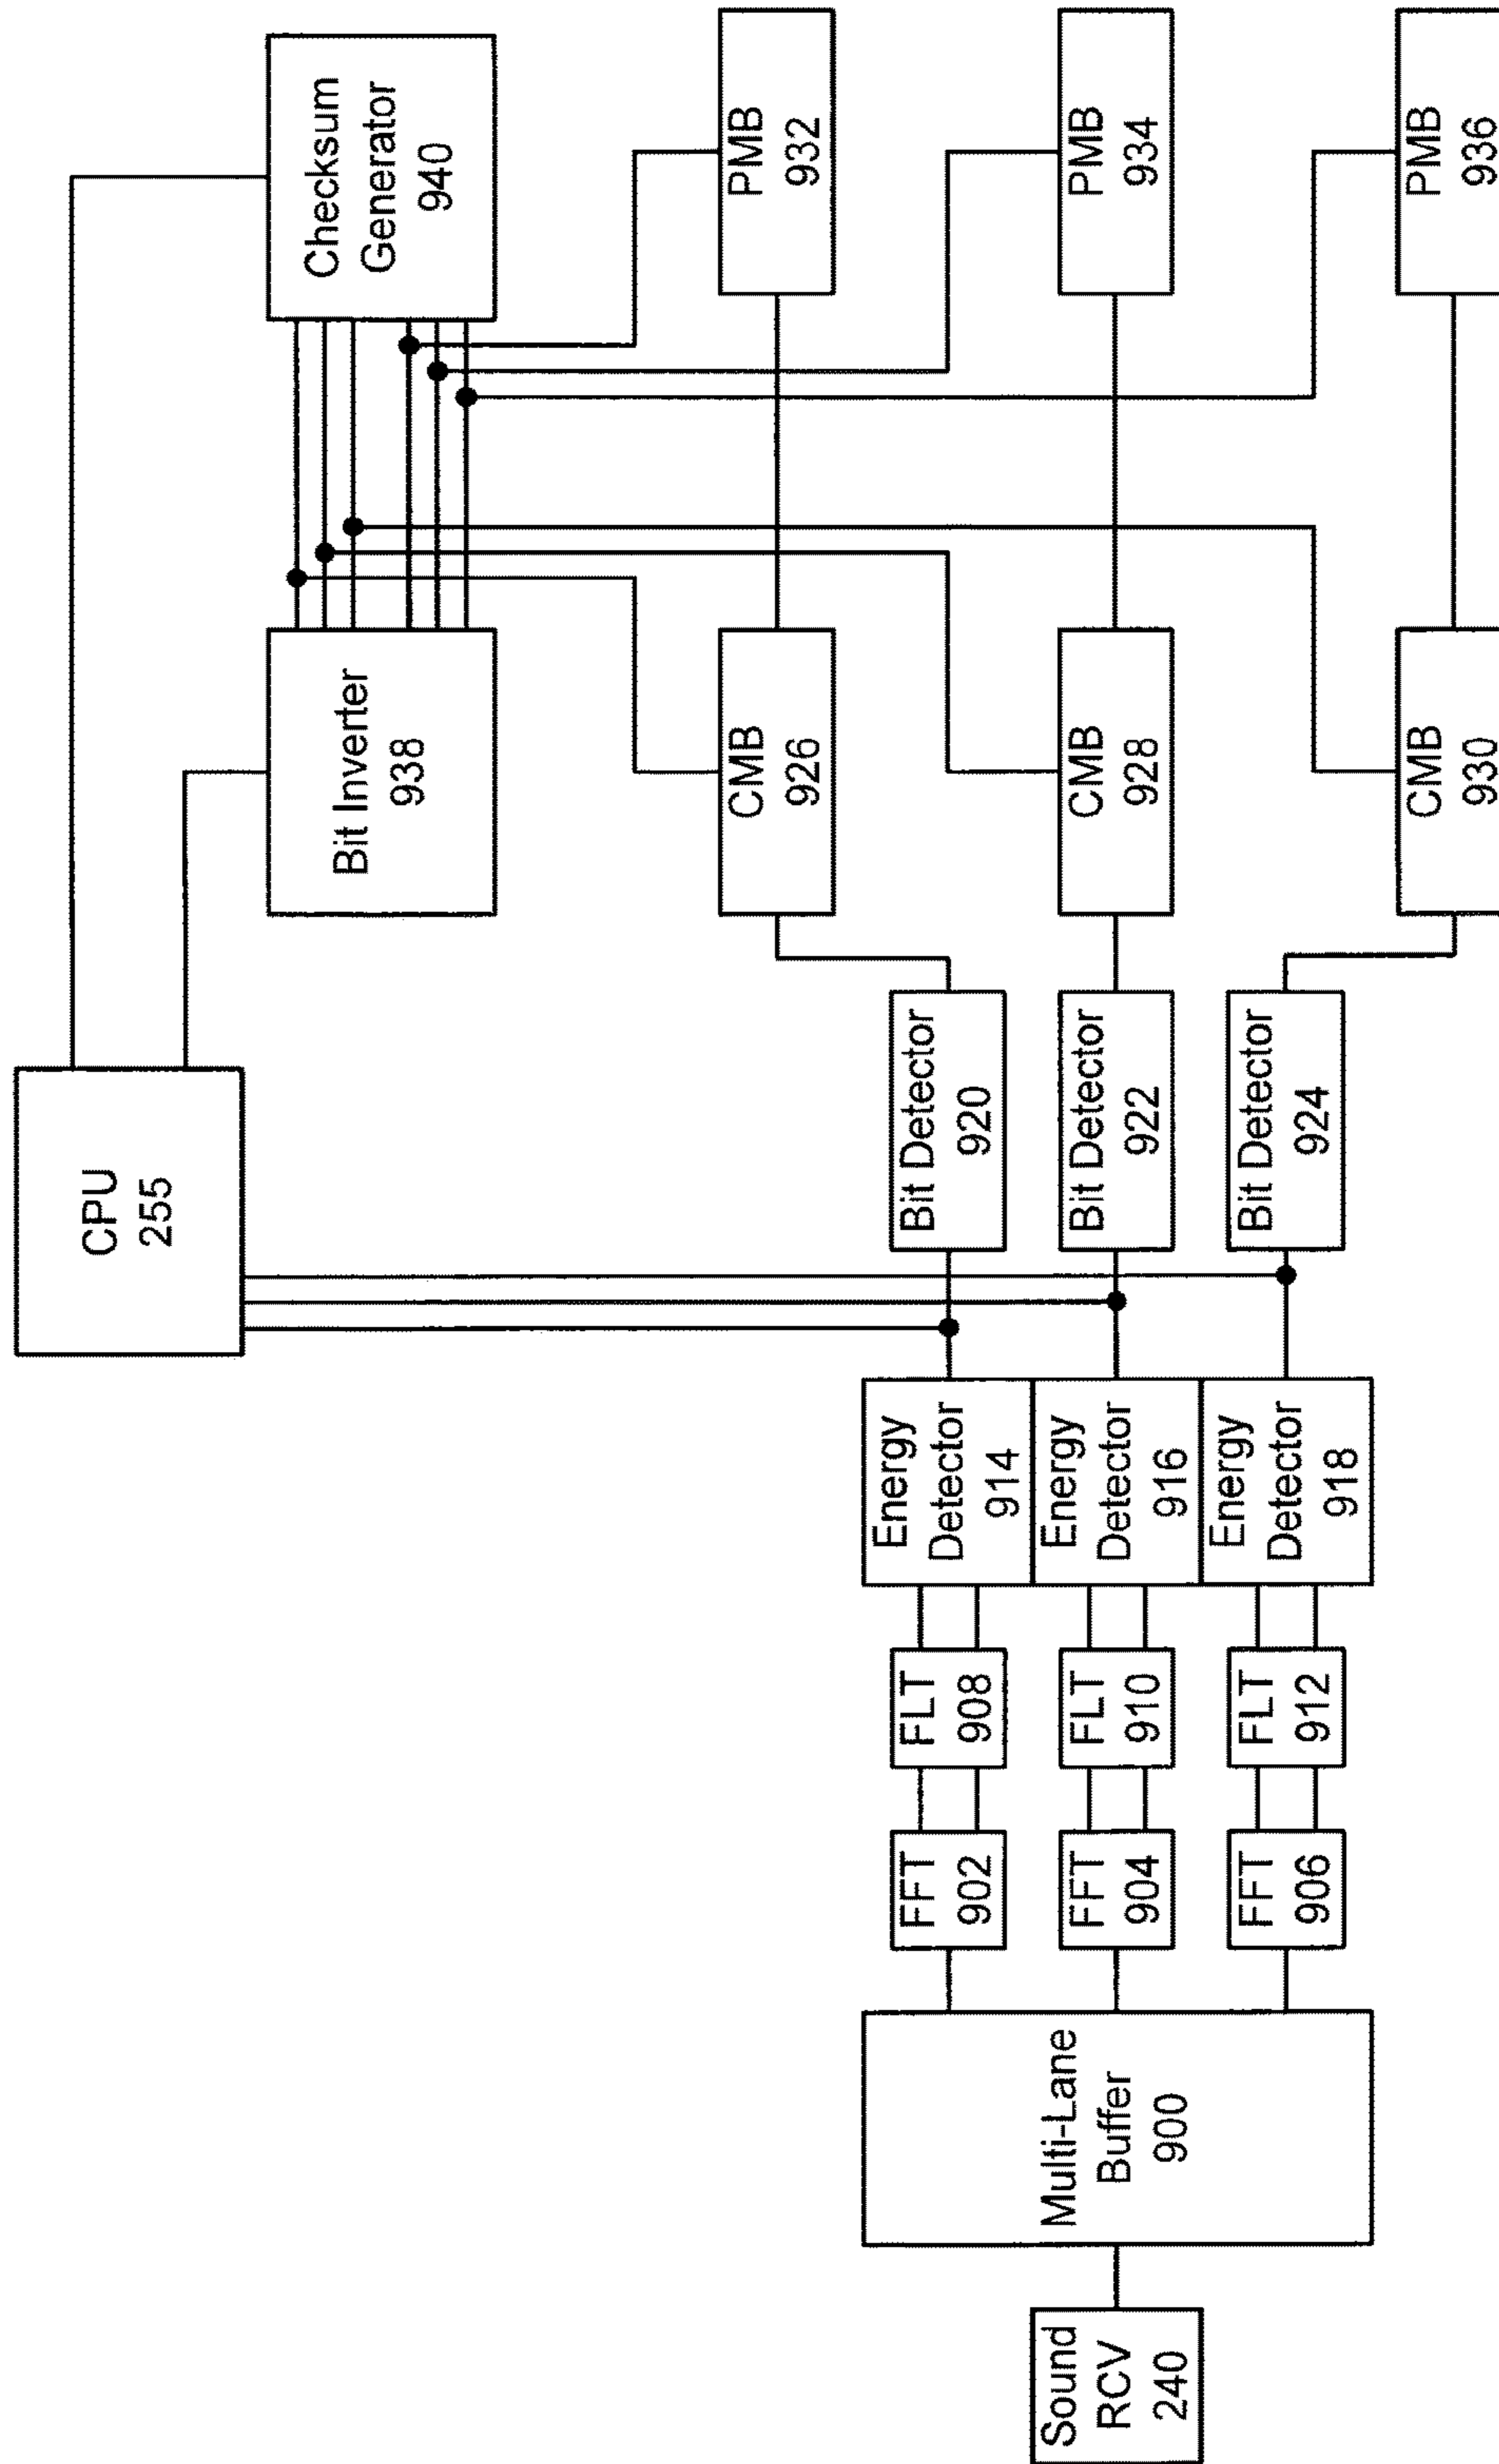 CPU
255
Bit Inverter
938
Checksum
Generator
940
CMB
926
PMB
932
Sound
RCV
240
Multi-Lane
Buffer
900
FFT
902
FLT
908
Energy
Detector
914
Bit Detector
920
FFT
904
FLT
910
Energy
Detector
916
Bit Detector
922
CMB
928
PMB
934
FFT
906
FLT
912
Energy
Detector
918
Bit Detector
924
CMB
930
PMB
936